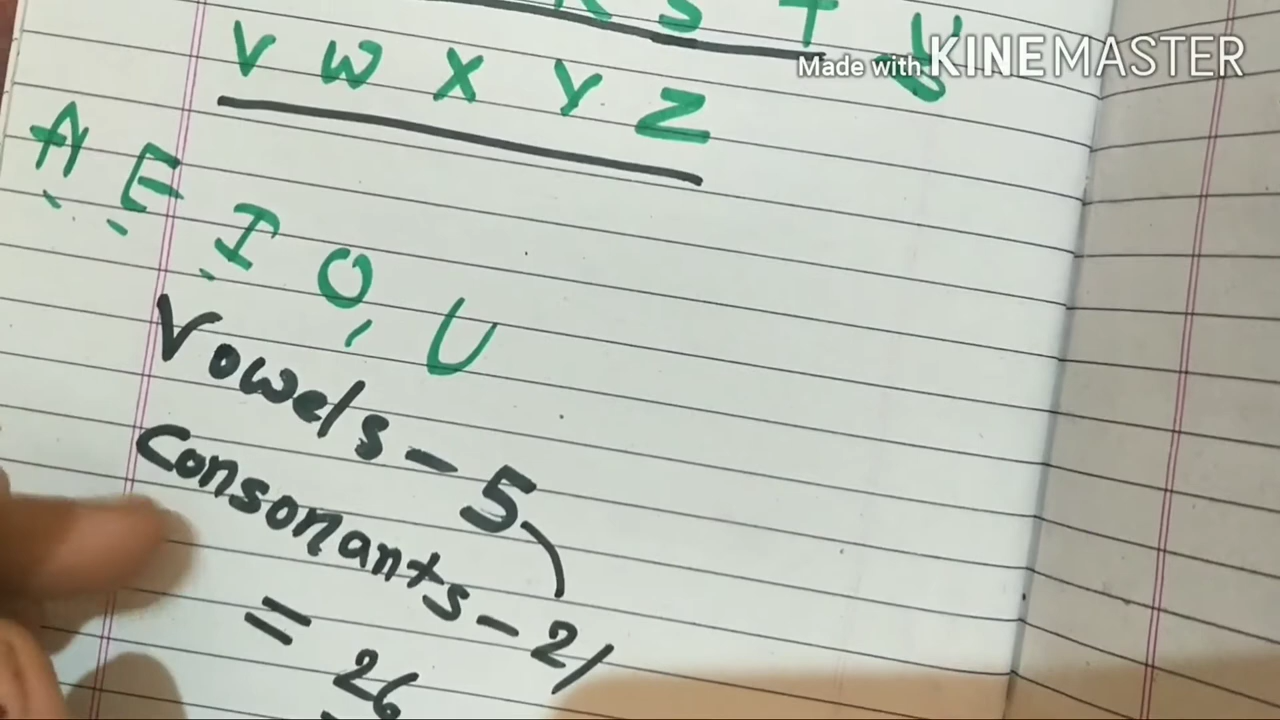 S T U
Made with KINEMASTER
V W X Y Z
A E I O U
Vowels - 5
Consonants - 21
= 26